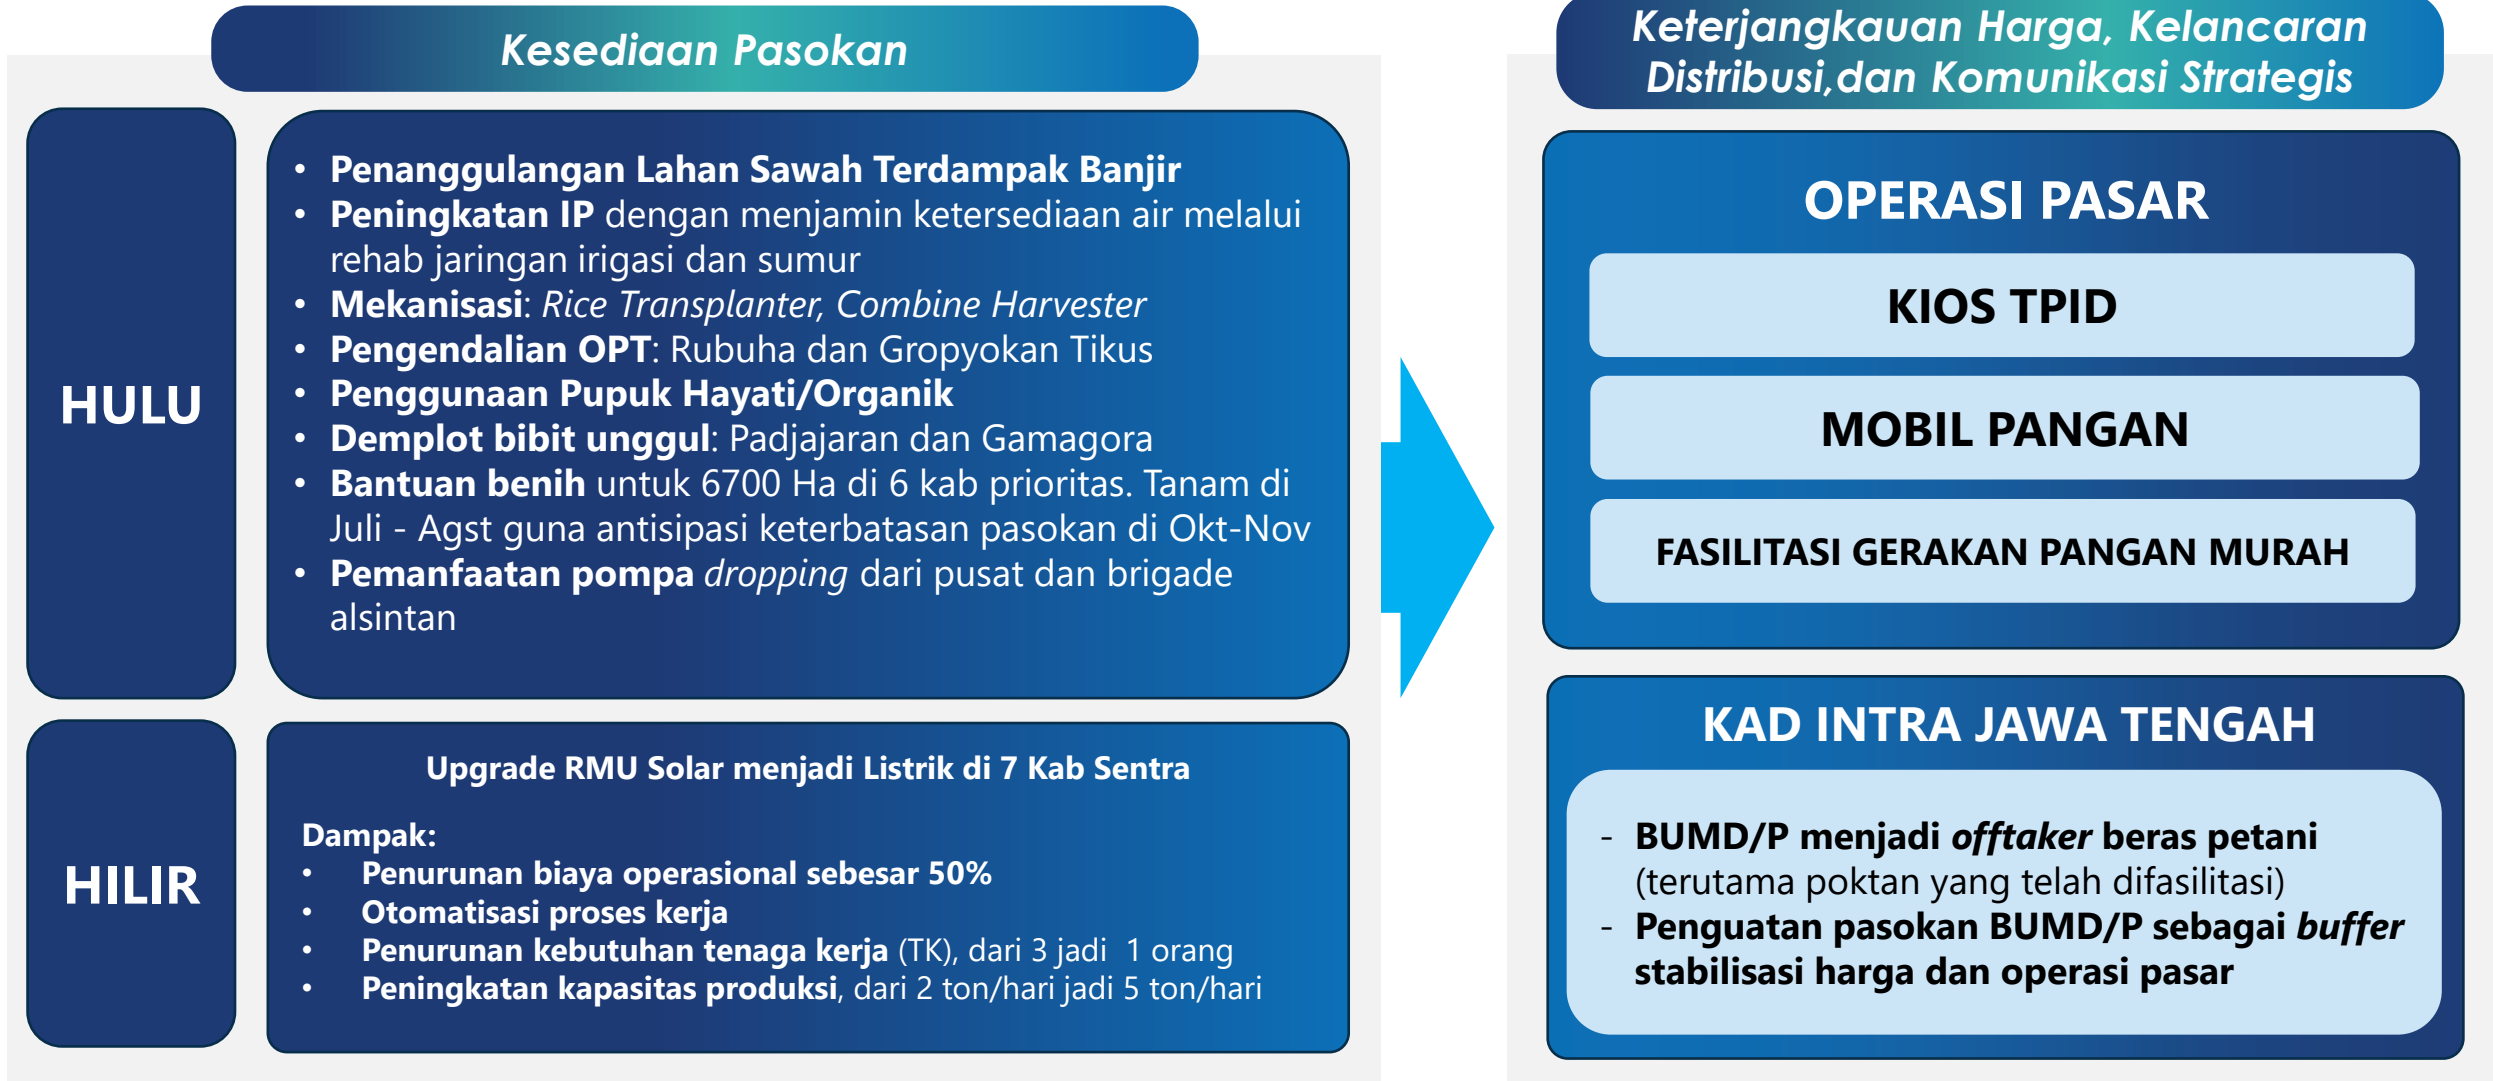 Kesediaan Pasokan
HULU
• Penanggulangan Lahan Sawah Terdampak Banjir
• Peningkatan IP dengan menjamin ketersediaan air melalui
rehab jaringan irigasi dan sumur
• Mekanisasi: Rice Transplanter, Combine Harvester
• Pengendalian OPT: Rubuha dan Gropyokan Tikus
• Penggunaan Pupuk Hayati/Organik
• Demplot bibit unggul: Padjajaran dan Gamagora
• Bantuan benih untuk 6700 Ha di 6 kab prioritas. Tanam di
Juli - Agst guna antisipasi keterbatasan pasokan di Okt-Nov
• Pemanfaatan pompa dropping dari pusat dan brigade
alsintan
HILIR
Upgrade RMU Solar menjadi Listrik di 7 Kab Sentra
Dampak:
• Penurunan biaya operasional sebesar 50%
• Otomatisasi proses kerja
• Penurunan kebutuhan tenaga kerja (TK), dari 3 jadi 1 orang
• Peningkatan kapasitas produksi, dari 2 ton/hari jadi 5 ton/hari
Keterjangkauan Harga, Kelancaran
Distribusi,dan Komunikasi Strategis
OPERASI PASAR
KIOS TPID
MOBIL PANGAN
FASILITASI GERAKAN PANGAN MURAH
KAD INTRA JAWA TENGAH
- BUMD/P menjadi offtaker beras petani
(terutama poktan yang telah difasilitasi)
- Penguatan pasokan BUMD/P sebagai buffer
stabilisasi harga dan operasi pasar